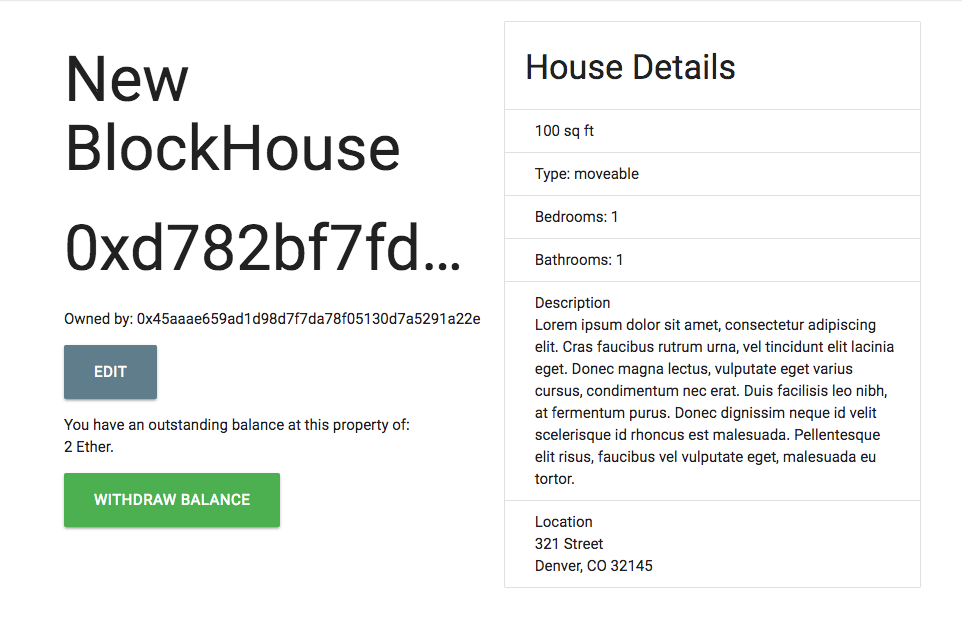 New
BlockHouse
0xd782bf7fd...
Owned by: 0x45aaae659ad1d98d7f7da78f05130d7a5291a22e
EDIT
You have an outstanding balance at this property of:
2 Ether.
WITHDRAW BALANCE
House Details
100 sq ft
Type: moveable
Bedrooms: 1
Bathrooms: 1
Description
Lorem ipsum dolor sit amet, consectetur adipiscing
elit. Cras faucibus rutrum urna, vel tincidunt elit lacinia
eget. Donec magna lectus, vulputate eget varius
cursus, condimentum nec erat. Duis facilisis leo nibh,
at fermentum purus. Donec dignissim neque id velit
scelerisque id rhoncus est malesuada. Pellentesque
elit risus, faucibus vel vulputate eget, malesuada eu
tortor.
Location
321 Street
Denver, CO 32145